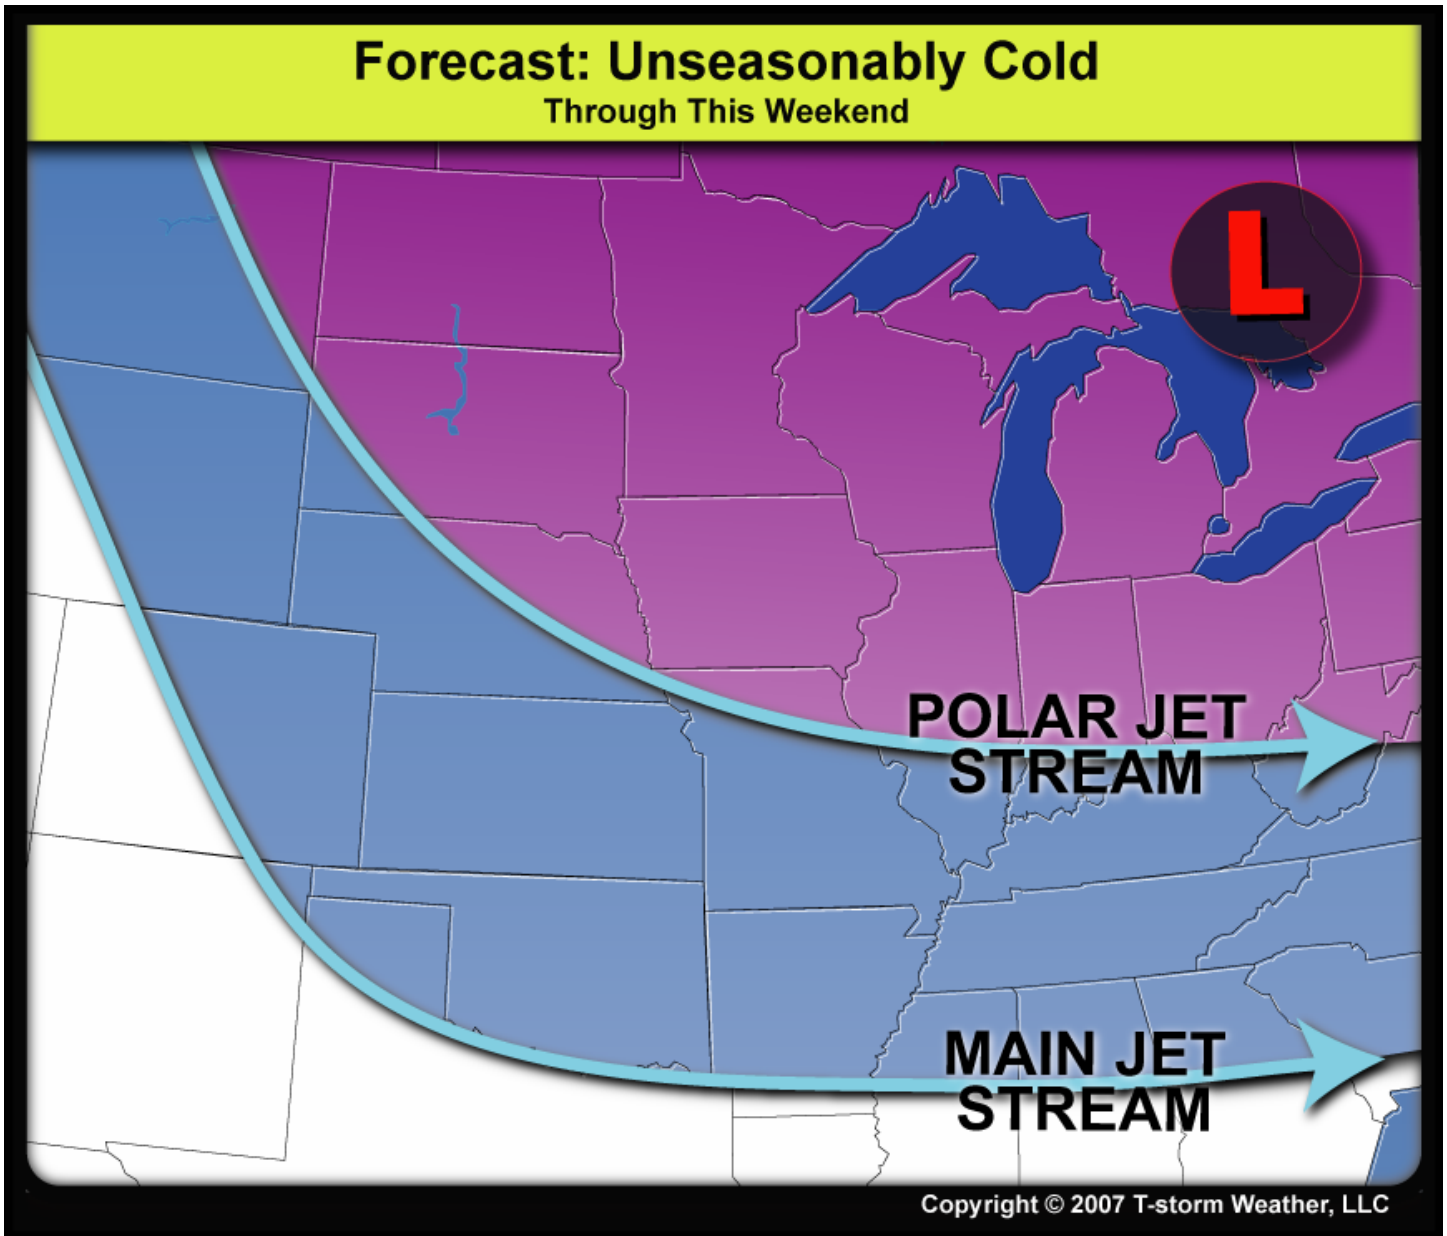 Forecast: Unseasonably Cold
Through This Weekend
L
POLAR JET
STREAM
MAIN JET
STREAM
Copyright © 2007 T-storm Weather, LLC